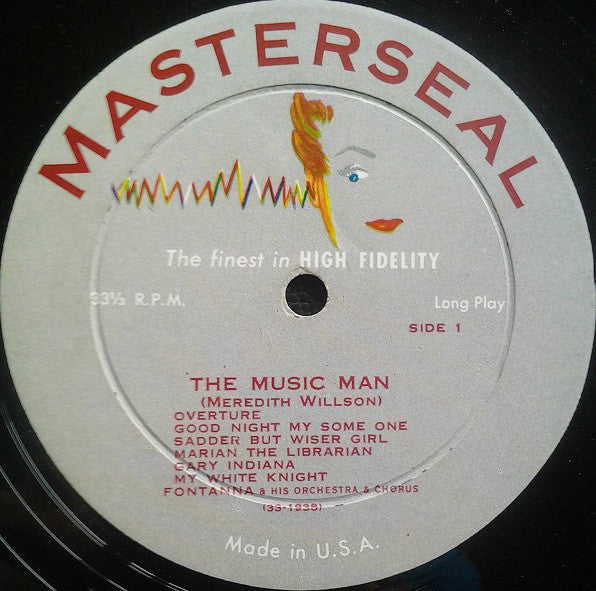 MASTERSEAL
The finest in HIGH FIDELITY
33⅓ R.P.M.
Long Play
SIDE 1
THE MUSIC MAN
(MEREDITH WILLSON)
OVERTURE
GOOD NIGHT MY SOME ONE
SADDER BUT WISER GIRL
MARIAN THE LIBRARIAN
GARY INDIANA
MY WHITE KNIGHT
FONTANNA & HIS ORCHESTRA & CHORUS
(33-1938)
Made in U.S.A.